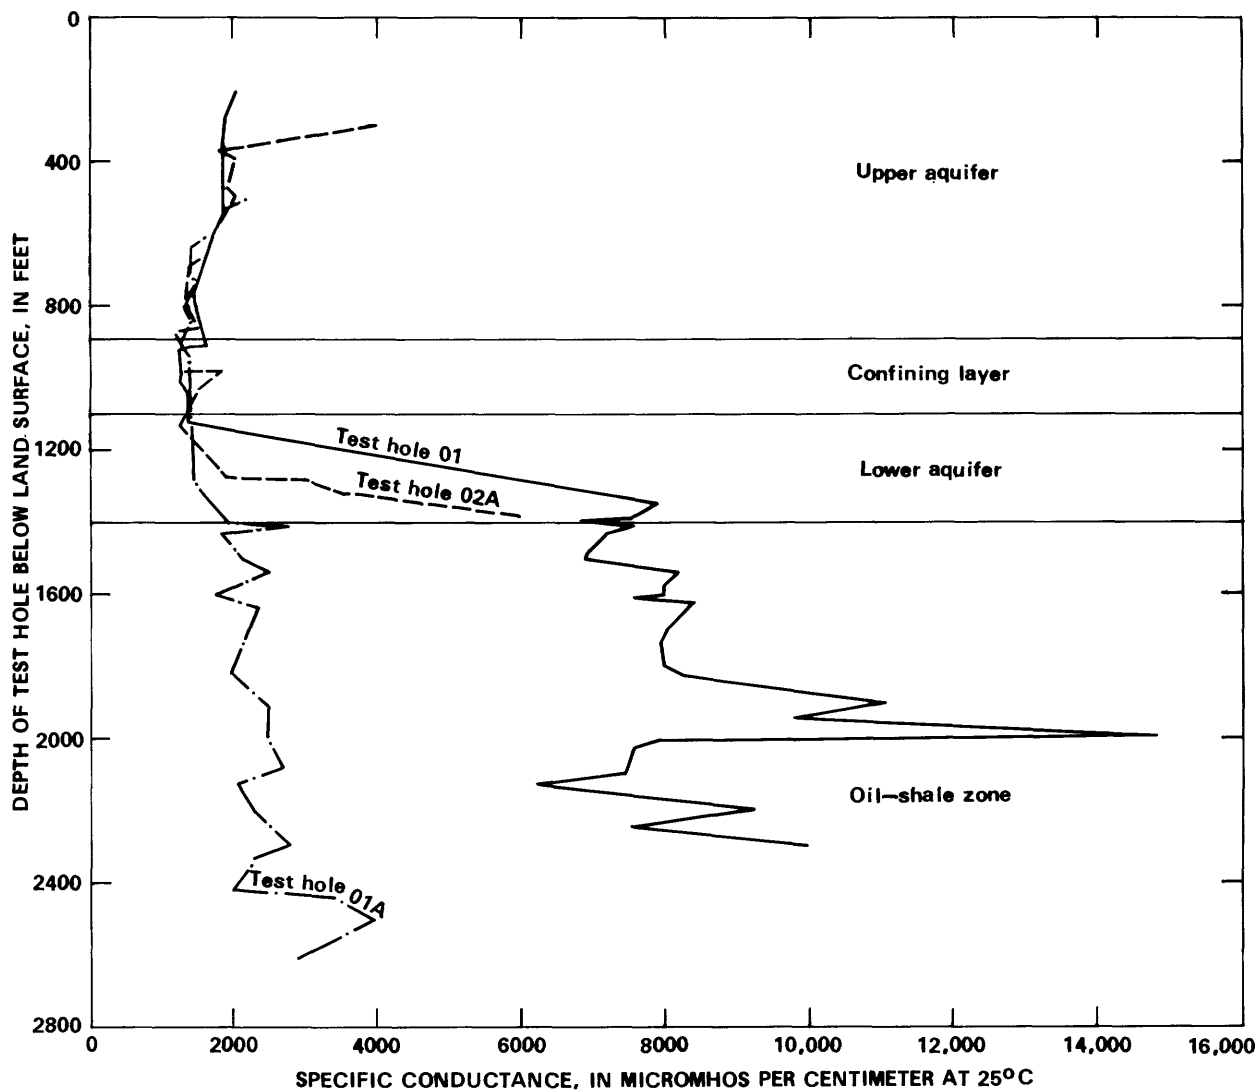 0
400
800
1200
1600
2000
2400
2800
DEPTH OF TEST HOLE BELOW LAND SURFACE, IN FEET
Upper aquifer
Confining layer
Test hole 01
Lower aquifer
Test hole 02A
Oil—shale zone
Test hole 01A
0 2000 4000 6000 8000 10,000 12,000 14,000 16,000
SPECIFIC CONDUCTANCE, IN MICROMHOS PER CENTIMETER AT 25°C